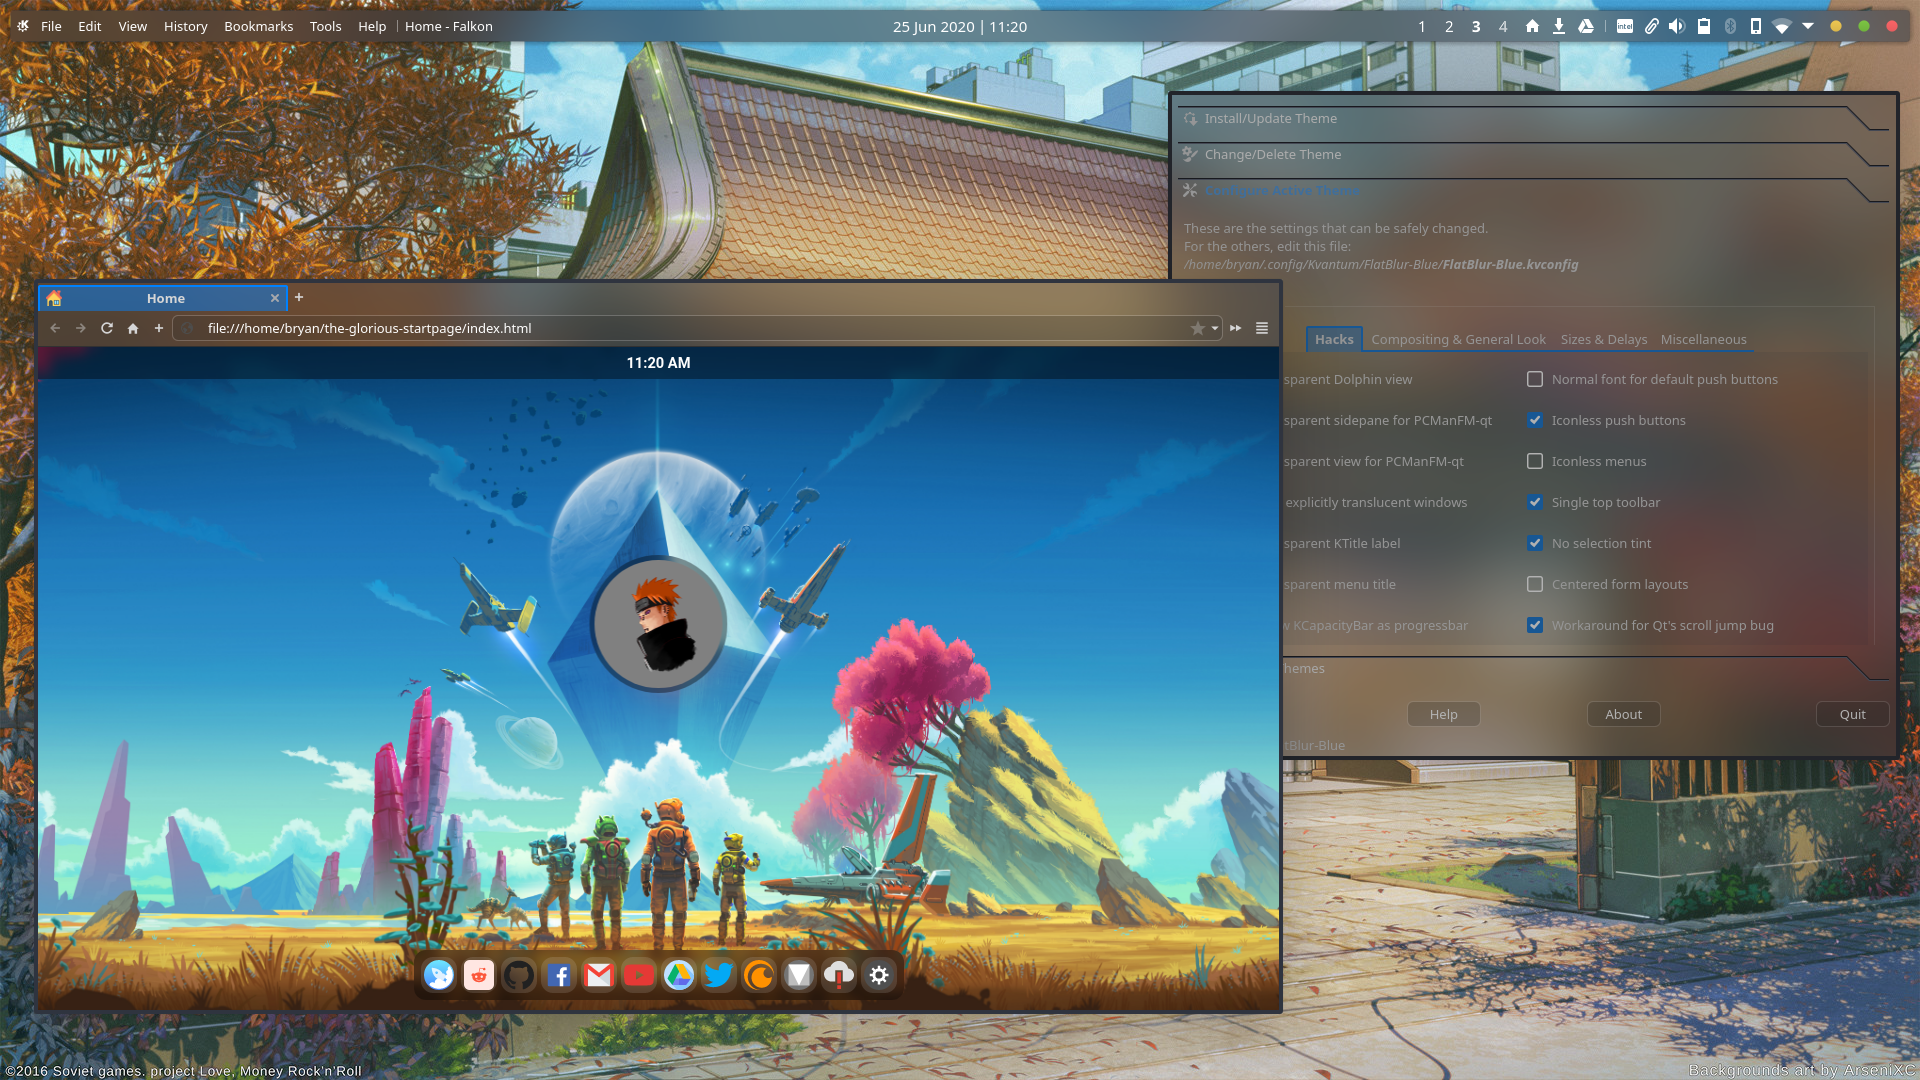 File Edit View History Bookmarks Tools Help | Home - Falkon
25 Jun 2020 | 11:20
1 2 3 4
intel
Install/Update Theme
Change/Delete Theme
Configure Active Theme
These are the settings that can be safely changed.
For the others, edit this file:
/home/bryan/.config/Kvantum/FlatBlur-Blue/FlatBlur-Blue.kvconfig
Home
file:///home/bryan/the-glorious-startpage/index.html
11:20 AM
Hacks Compositing & General Look Sizes & Delays Miscellaneous
sparent Dolphin view
Normal font for default push buttons
sparent sidepane for PCManFM-qt
Iconless push buttons
sparent view for PCManFM-qt
Iconless menus
explicitly translucent windows
Single top toolbar
sparent KTitle label
No selection tint
sparent menu title
Centered form layouts
w KCapacityBar as progressbar
Workaround for Qt's scroll jump bug
hemes
Help About Quit
tBlur-Blue
©2016 Soviet games. project Love, Money Rock'n'Roll
Backgrounds art by ArseniXC